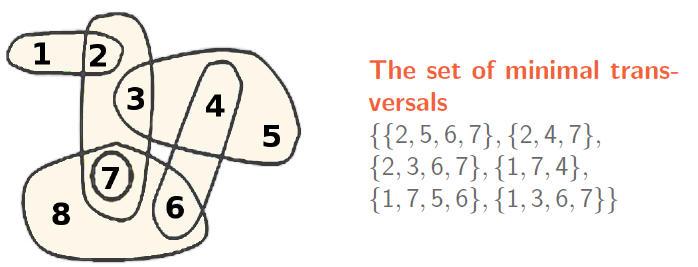 1 2
3 4
5
7
8 6
The set of minimal trans-
versals
{{2, 5, 6, 7}, {2, 4, 7},
{2, 3, 6, 7}, {1, 7, 4},
{1, 7, 5, 6}, {1, 3, 6, 7}}